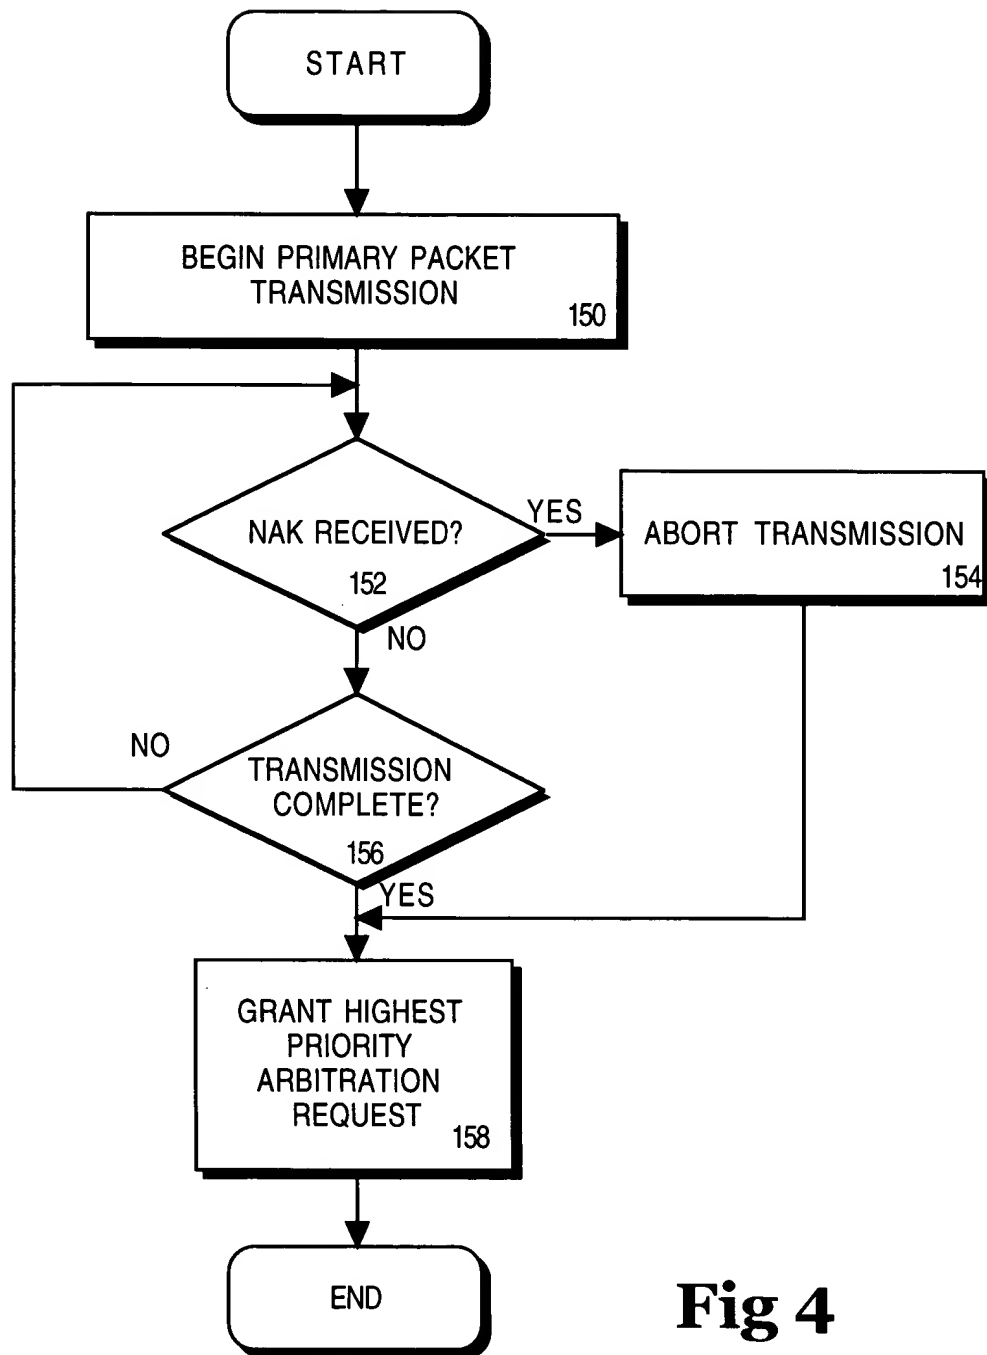 START
BEGIN PRIMARY PACKET
TRANSMISSION
150
NAK RECEIVED?
152
YES
ABORT TRANSMISSION
154
NO
NO
TRANSMISSION
COMPLETE?
156
YES
GRANT HIGHEST
PRIORITY
ARBITRATION
REQUEST
158
END
Fig 4